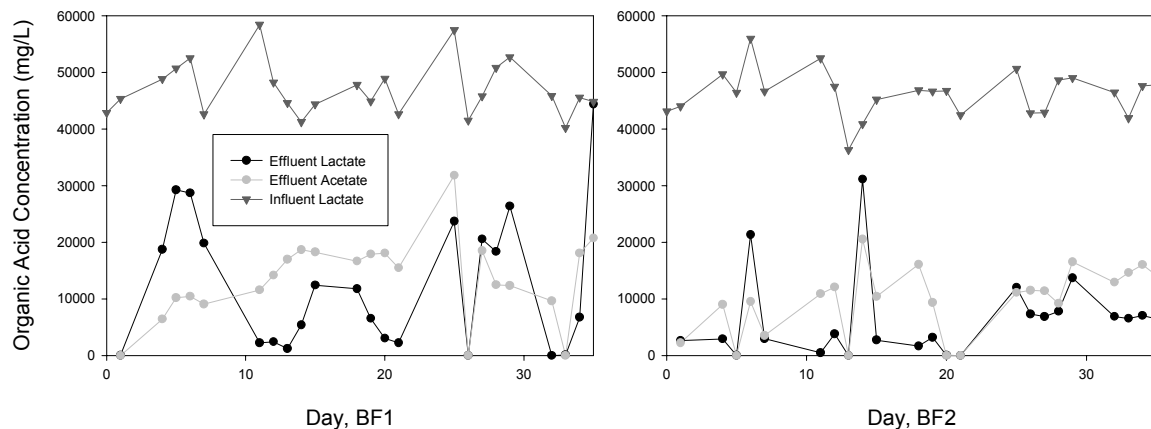 Organic Acid Concentration (mg/L)
60000
50000
40000
30000
20000
10000
0
Effluent Lactate
Effluent Acetate
Influent Lactate
0 10 20 30
Day, BF1
60000
50000
40000
30000
20000
10000
0
0 10 20 30
Day, BF2